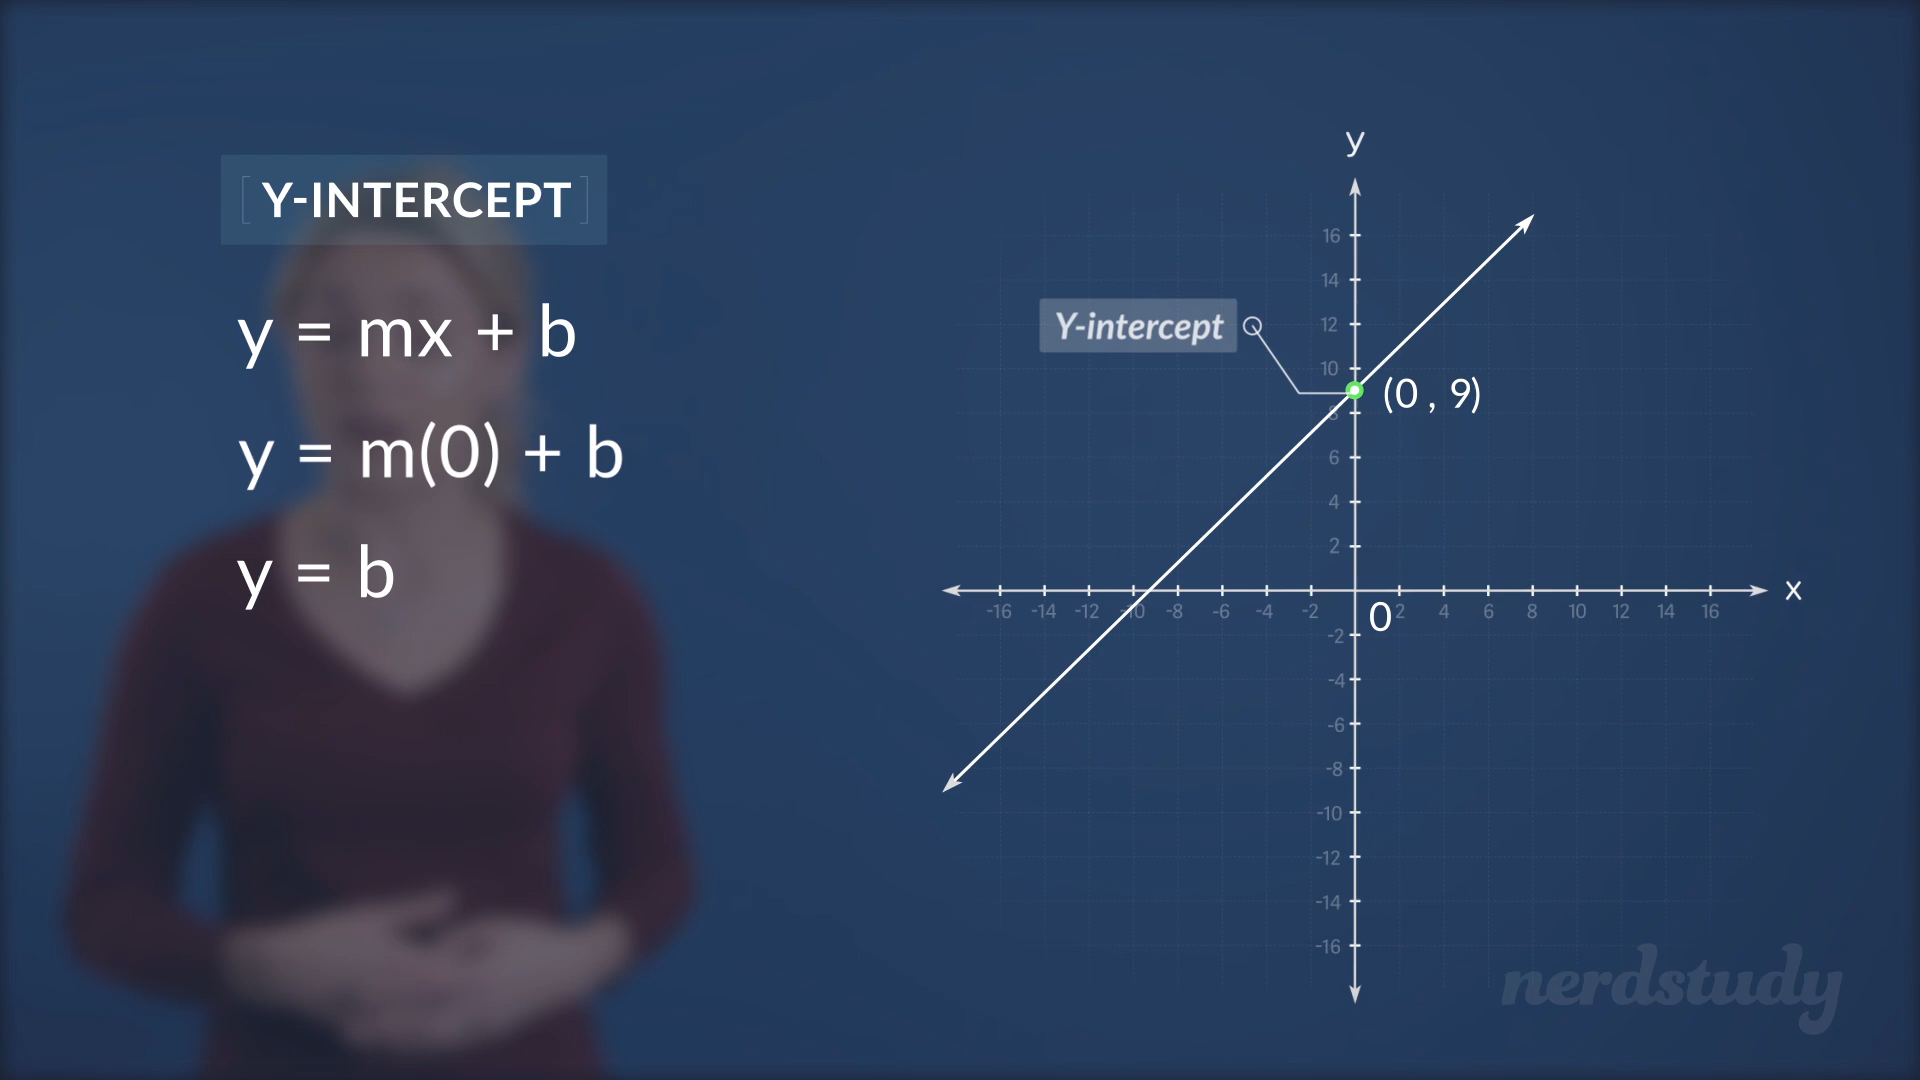 [Y-INTERCEPT]
y = mx + b
y = m(0) + b
y = b
y
16
14
12
Y-intercept
10
(0 , 9)
8
6
4
2
x
-16 -14 -12 -10 -8 -6 -4 -2 0 2 4 6 8 10 12 14 16
-2
-4
-6
-8
-10
-12
-14
-16
nerdstudy